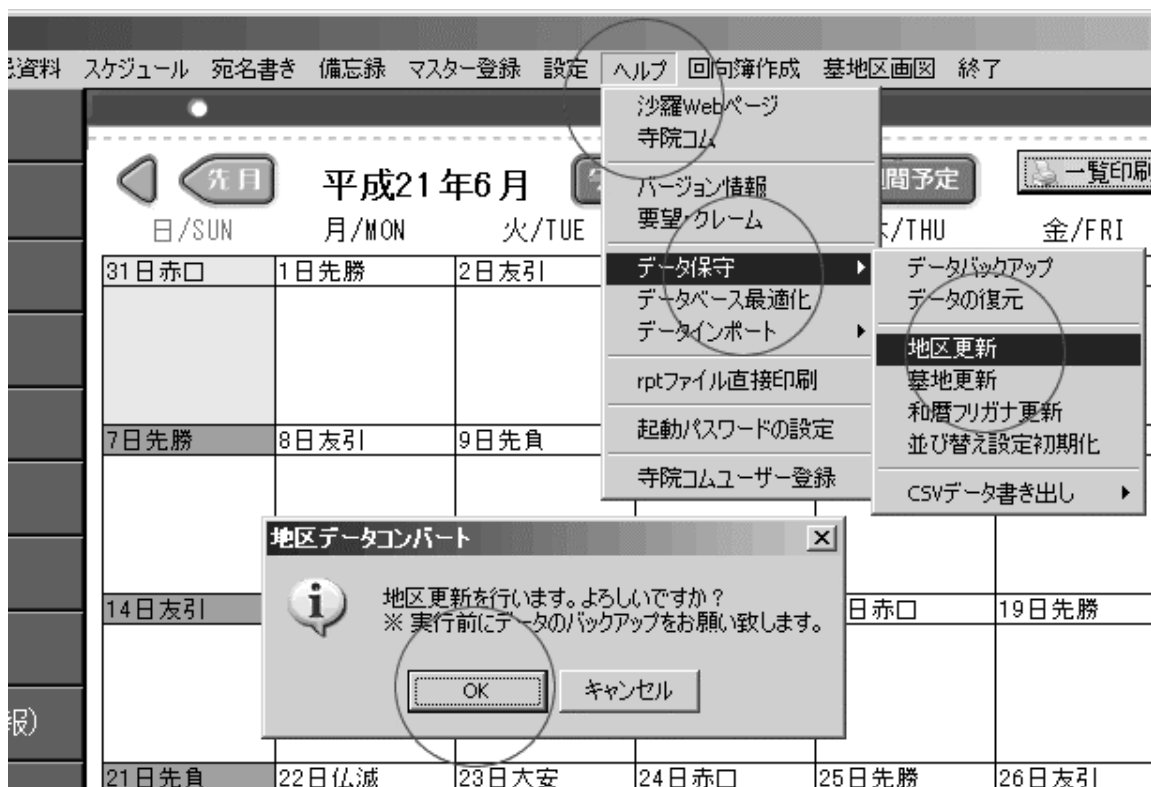 資料 スケジュール 宛名書き 備忘録 マスター登録 設定 ヘルプ 回向簿作成 墓地区画図 終了
沙羅Webページ
寺院コム
バージョン情報
要望・クレーム
データ保守
データベース最適化
データインポート
rptファイル直接印刷
起動パスワードの設定
寺院コムユーザー登録
データバックアップ
データの復元
地区更新
墓地更新
和暦フリガナ更新
並び替え設定初期化
CSVデータ書き出し
先月 平成21年6月 間予定 一覧印刷
日/SUN 月/MON 火/TUE /THU 金/FRI
31日赤口 1日先勝 2日友引
7日先勝 8日友引 9日先負
地区データコンバート
地区更新を行います。よろしいですか?
※ 実行前にデータのバックアップをお願い致します。
OK キャンセル
14日友引 日赤口 19日先勝
報)
21日先負 22日仏滅 23日大安 24日赤口 25日先勝 26日友引